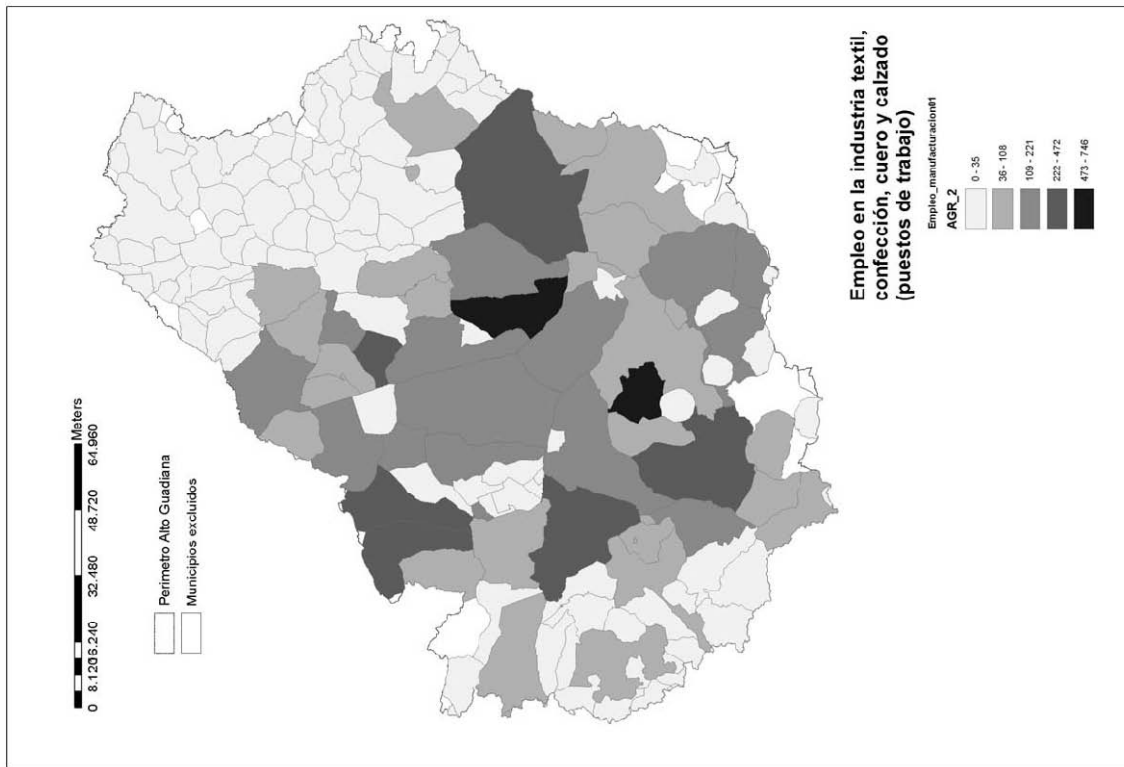 0 8.120 16.240 32.480 48.720 64.960
Meters
Perímetro Alto Guadiana
Municipios excluidos
Empleo en la industria textil,
confección, cuero y calzado
(puestos de trabajo)
Empleo_manufacturacion01
AGR_2
0 - 35
36 - 108
109 - 221
222 - 472
473 - 746